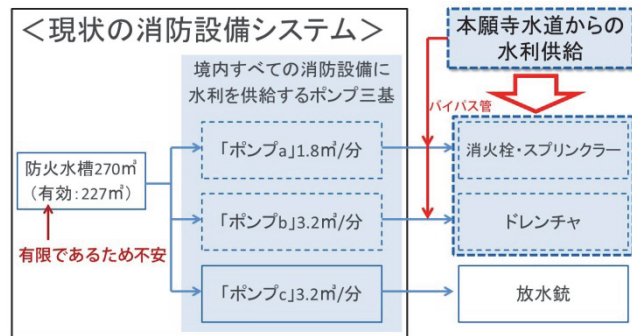 ＜現状の消防設備システム＞
本願寺水道からの
水利供給
境内すべての消防設備に
水利を供給するポンプ三基
バイパス管
防火水槽270㎥
(有効:227㎥)
有限であるため不安
「ポンプa」1.8㎥/分
消火栓・スプリンクラー
「ポンプb」3.2㎥/分
ドレンチャ
「ポンプc」3.2㎥/分
放水銃